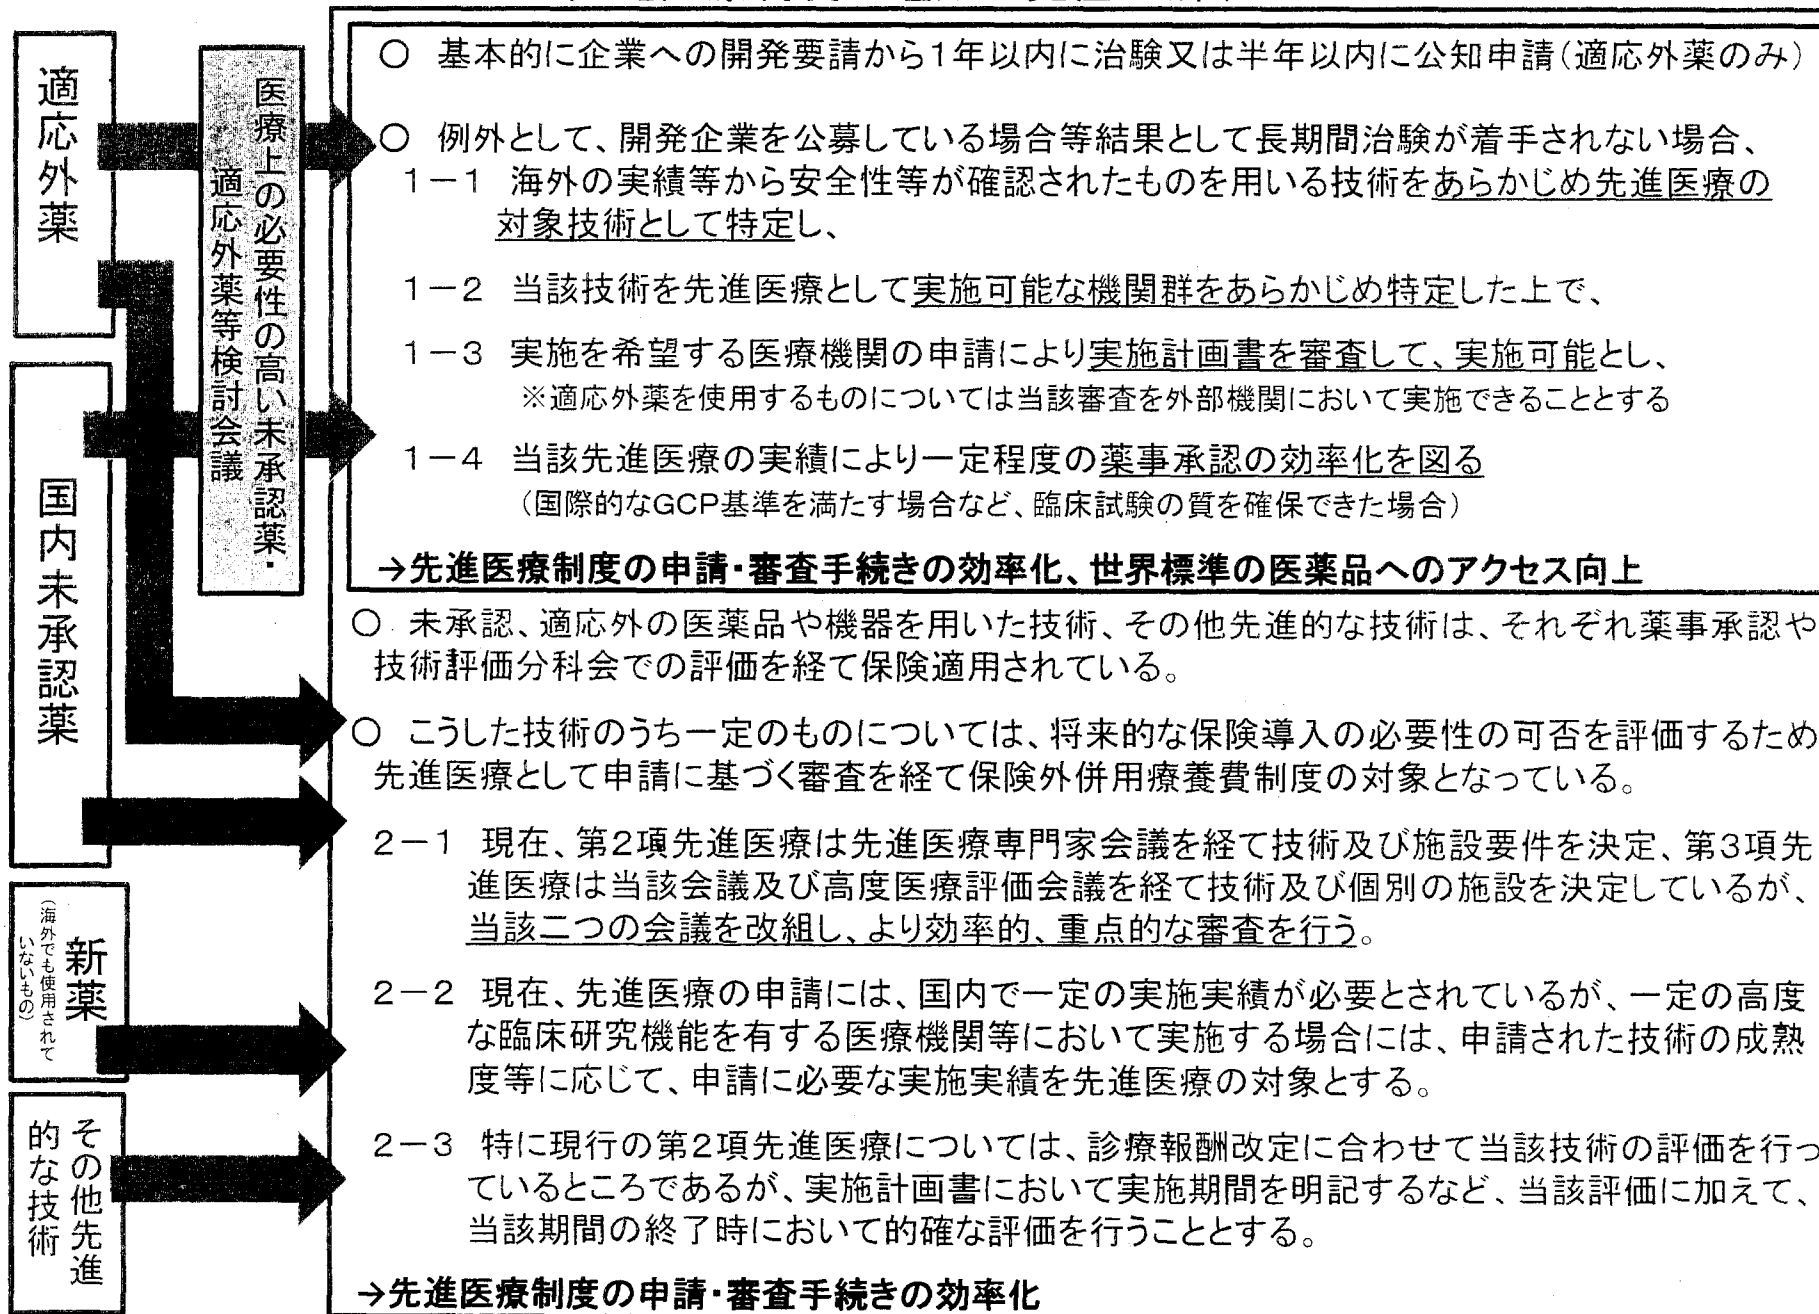 適応外薬
国内未承認薬
新薬
(海外でも使用されて
いないもの)
その他先進
的な技術
医療上の必要性の高い未承認薬・
適応外薬等検討会議
○ 基本的に企業への開発要請から1年以内に治験又は半年以内に公知申請(適応外薬のみ)
○ 例外として、開発企業を公募している場合等結果として長期間治験が着手されない場合、
1-1 海外の実績等から安全性等が確認されたものを用いる技術をあらかじめ先進医療の
対象技術として特定し、
1-2 当該技術を先進医療として実施可能な機関群をあらかじめ特定した上で、
1-3 実施を希望する医療機関の申請により実施計画書を審査して、実施可能とし、
※適応外薬を使用するものについては当該審査を外部機関において実施できることとする
1-4 当該先進医療の実績により一定程度の薬事承認の効率化を図る
(国際的なGCP基準を満たす場合など、臨床試験の質を確保できた場合)
→先進医療制度の申請・審査手続きの効率化、世界標準の医薬品へのアクセス向上
○ 未承認、適応外の医薬品や機器を用いた技術、その他先進的な技術は、それぞれ薬事承認や
技術評価分科会での評価を経て保険適用されている。
○ こうした技術のうち一定のものについては、将来的な保険導入の必要性の可否を評価するため
先進医療として申請に基づく審査を経て保険外併用療養費制度の対象となっている。
2-1 現在、第2項先進医療は先進医療専門家会議を経て技術及び施設要件を決定、第3項先
進医療は当該会議及び高度医療評価会議を経て技術及び個別の施設を決定しているが、
当該二つの会議を改組し、より効率的、重点的な審査を行う。
2-2 現在、先進医療の申請には、国内で一定の実施実績が必要とされているが、一定の高度
な臨床研究機能を有する医療機関等において実施する場合には、申請された技術の成熟
度等に応じて、申請に必要な実施実績を先進医療の対象とする。
2-3 特に現行の第2項先進医療については、診療報酬改定に合わせて当該技術の評価を行っ
ているところであるが、実施計画書において実施期間を明記するなど、当該評価に加えて、
当該期間の終了時において的確な評価を行うこととする。
→先進医療制度の申請・審査手続きの効率化